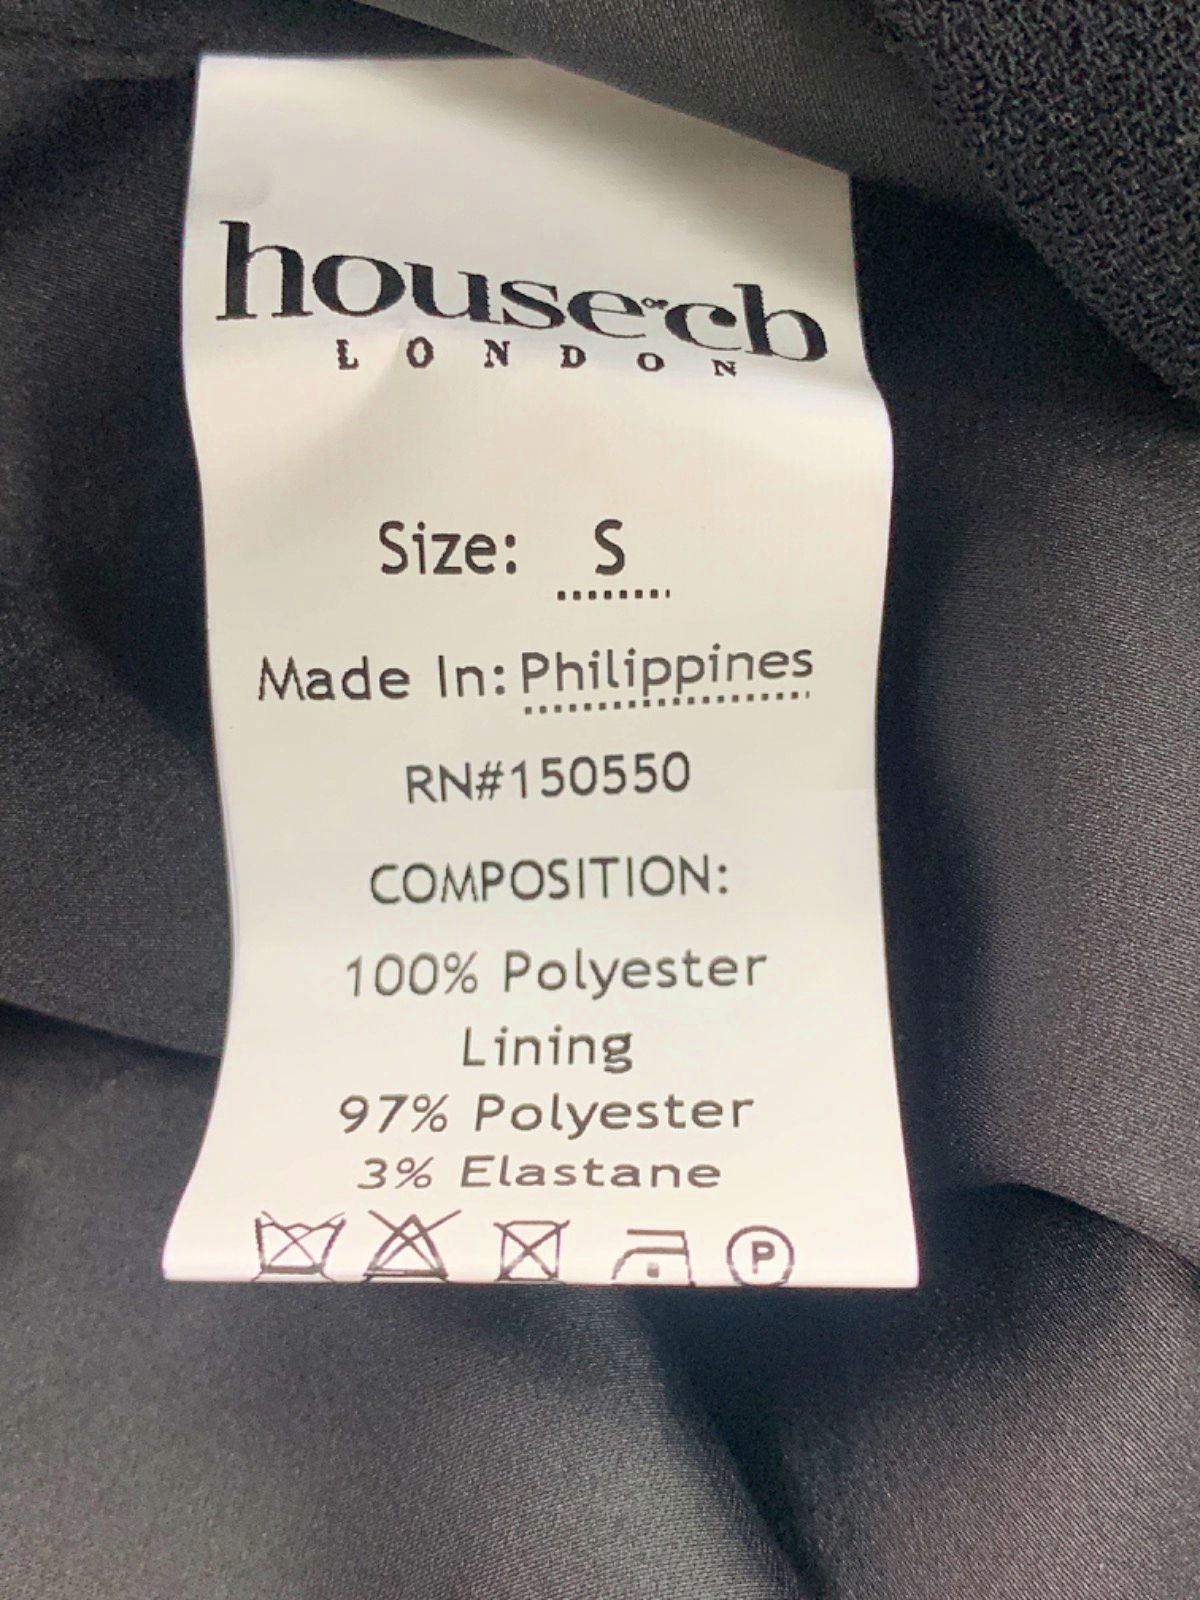 house of cb
LONDON
Size: S
Made In: Philippines
RN#150550
COMPOSITION:
100% Polyester
Lining
97% Polyester
3% Elastane
P